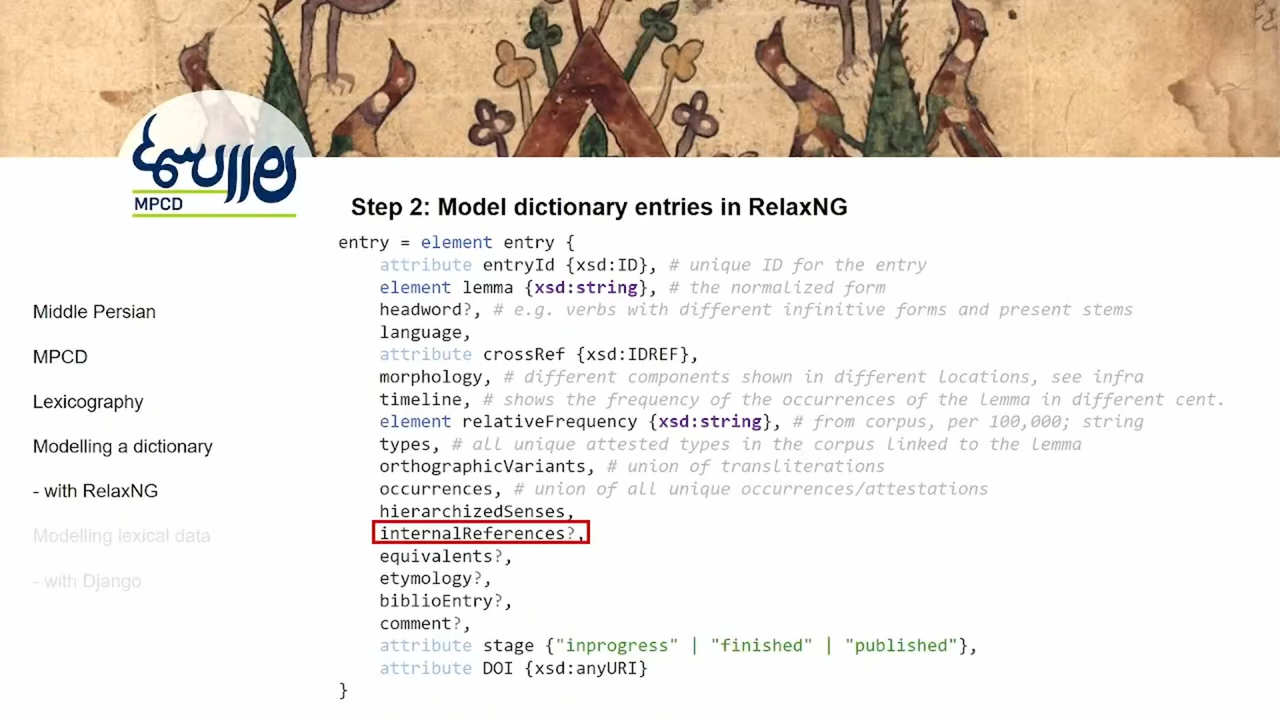 MPCD
Step 2: Model dictionary entries in RelaxNG
Middle Persian
MPCD
Lexicography
Modelling a dictionary
- with RelaxNG
Modelling lexical data
- with Django
entry = element entry {
attribute entryId {xsd:ID}, # unique ID for the entry
element lemma {xsd:string}, # the normalized form
headword?, # e.g. verbs with different infinitive forms and present stems
language,
attribute crossRef {xsd:IDREF},
morphology, # different components shown in different locations, see infra
timeline, # shows the frequency of the occurrences of the lemma in different cent.
element relativeFrequency {xsd:string}, # from corpus, per 100,000; string
types, # all unique attested types in the corpus linked to the lemma
orthographicVariants, # union of transliterations
occurrences, # union of all unique occurrences/attestations
hierarchizedSenses,
internalReferences?,
equivalents?,
etymology?,
biblioEntry?,
comment?,
attribute stage {"inprogress" | "finished" | "published"},
attribute DOI {xsd:anyURI}
}